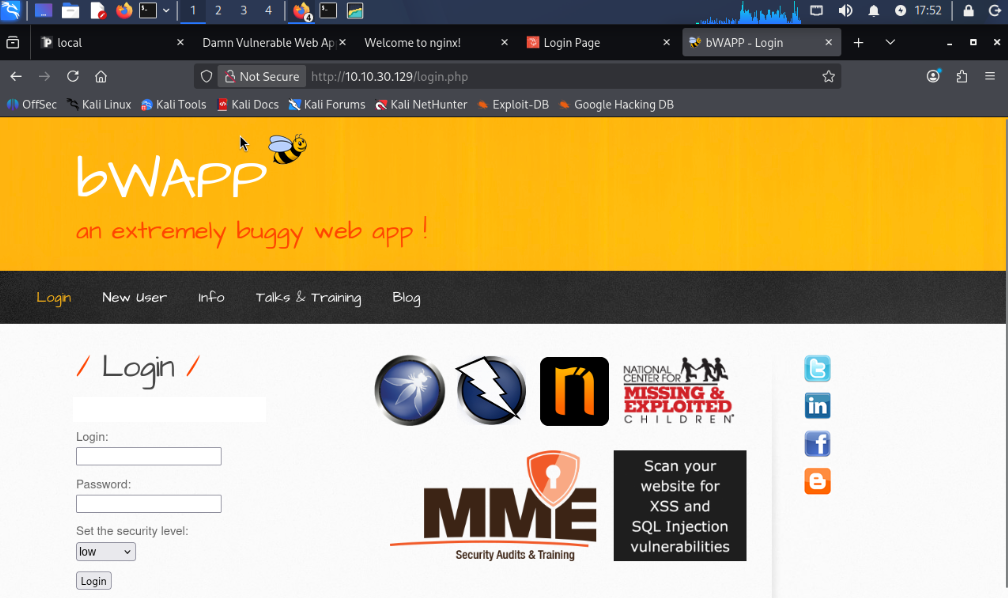 1 2 3 4 4 17:52
local Damn Vulnerable Web Ap Welcome to nginx! Login Page bWAPP - Login
Not Secure http://10.10.30.129/login.php
OffSec Kali Linux Kali Tools Kali Docs Kali Forums Kali NetHunter Exploit-DB Google Hacking DB
bWAPP
an extremely buggy web app !
Login New User Info Talks & Training Blog
/ Login /
Login:
Password:
Set the security level:
low
Login
n
NATIONAL
CENTER FOR
MISSING &
EXPLOITED
CHILDREN®
MME
Security Audits & Training
Scan your
website for
XSS and
SQL Injection
vulnerabilities
t
in
f
B